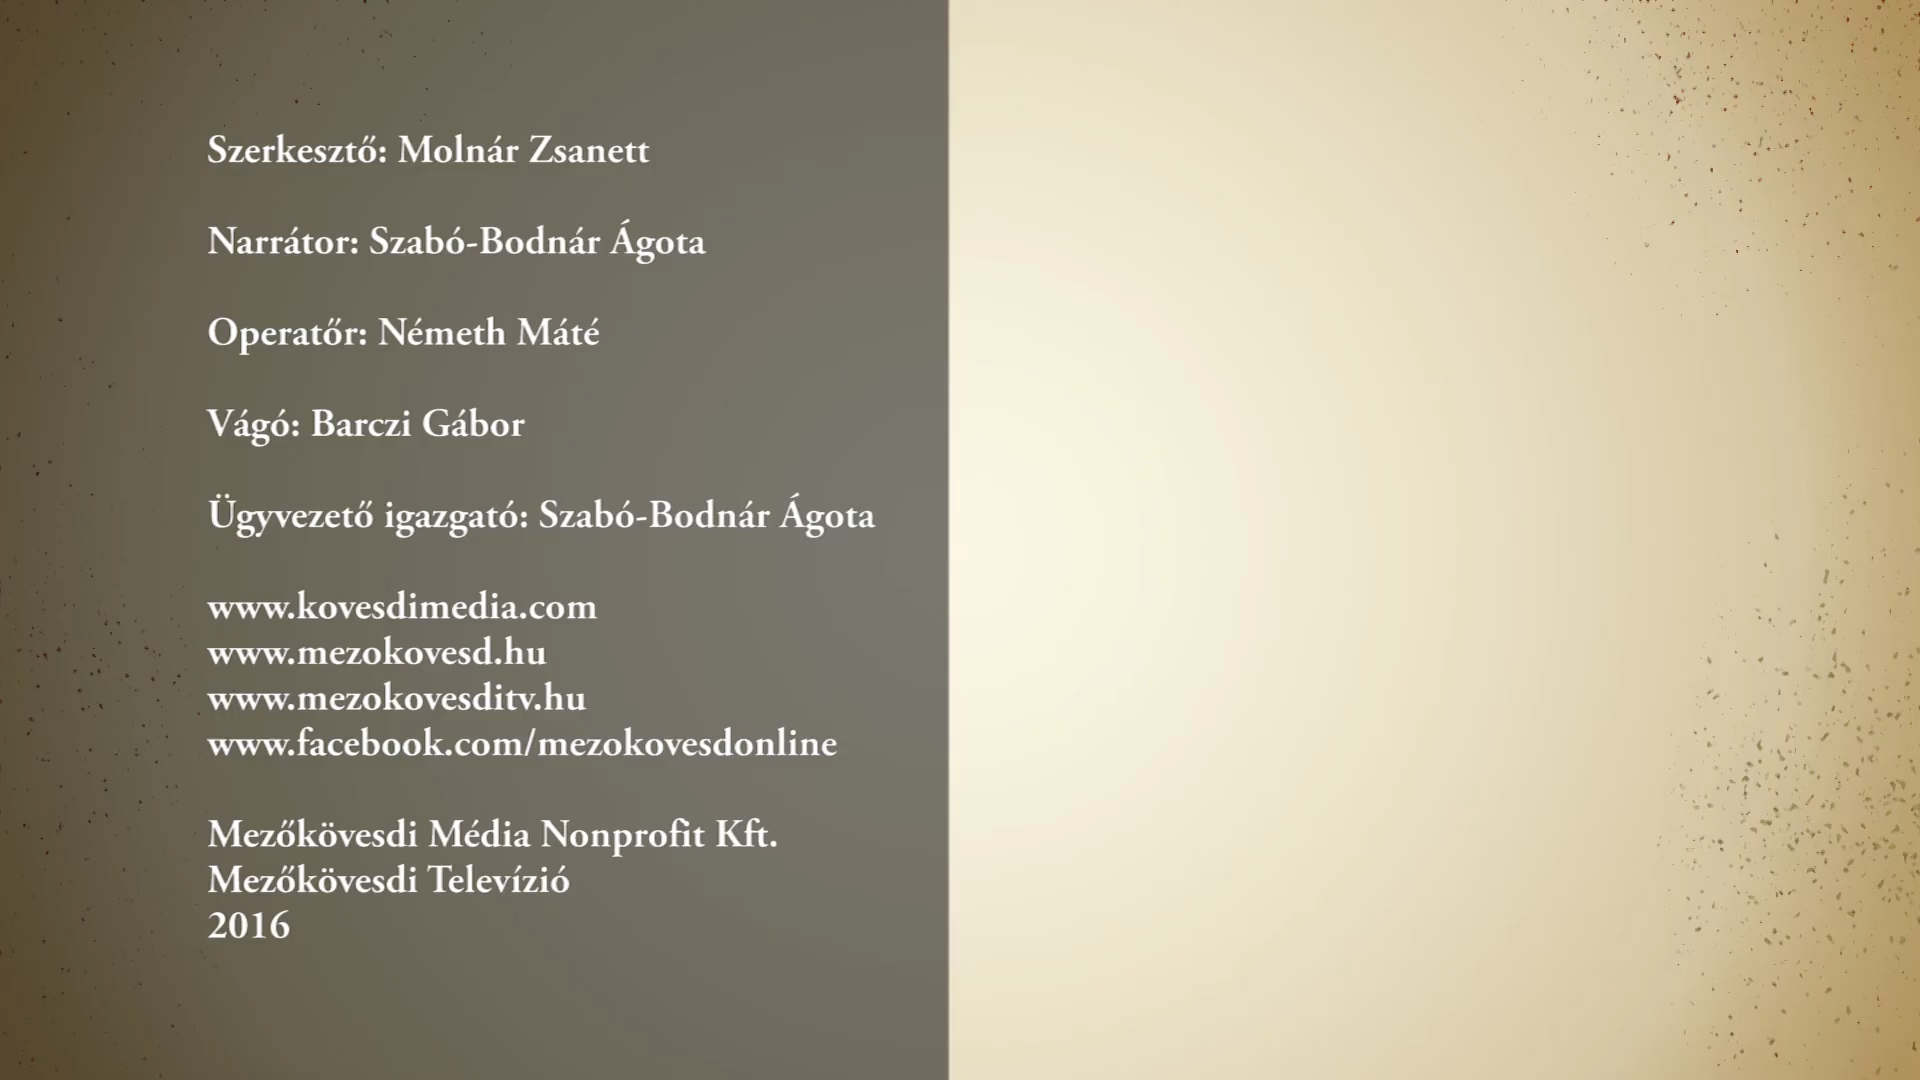 Szerkesztő: Molnár Zsanett
Narrátor: Szabó-Bodnár Ágota
Operatőr: Németh Máté
Vágó: Barczi Gábor
Ügyvezető igazgató: Szabó-Bodnár Ágota
www.kovesdimedia.com
www.mezokovesd.hu
www.mezokovesditv.hu
www.facebook.com/mezokovesdonline
Mezőkövesdi Média Nonprofit Kft.
Mezőkövesdi Televízió
2016